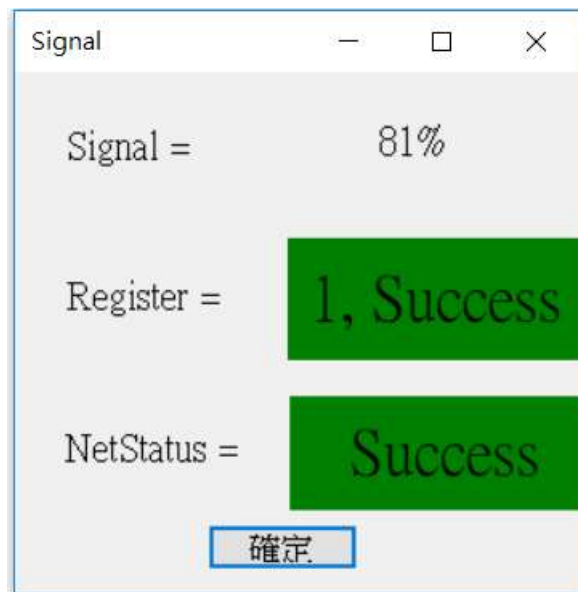 Signal
Signal = 81%
Register = 1, Success
NetStatus = Success
確定